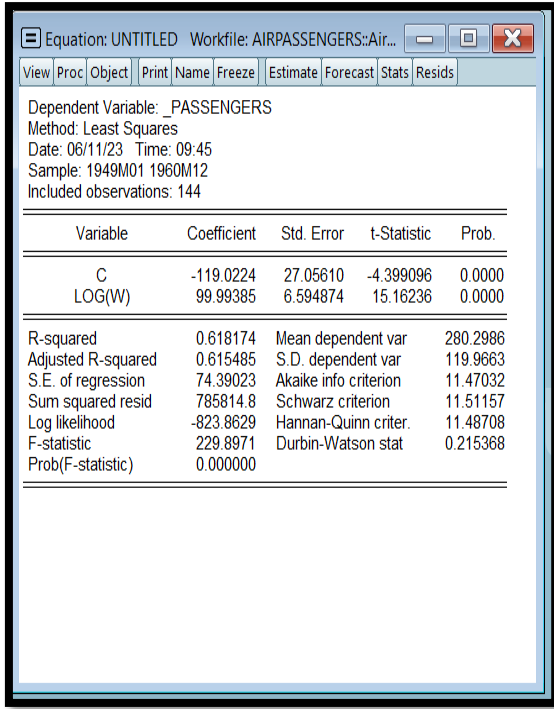 Equation: UNTITLED Workfile: AIRPASSENGERS::Air...
View Proc Object Print Name Freeze Estimate Forecast Stats Resids
Dependent Variable: _PASSENGERS
Method: Least Squares
Date: 06/11/23 Time: 09:45
Sample: 1949M01 1960M12
Included observations: 144
Variable Coefficient Std. Error t-Statistic Prob.
C -119.0224 27.05610 -4.399096 0.0000
LOG(W) 99.99385 6.594874 15.16236 0.0000
R-squared 0.618174 Mean dependent var 280.2986
Adjusted R-squared 0.615485 S.D. dependent var 119.9663
S.E. of regression 74.39023 Akaike info criterion 11.47032
Sum squared resid 785814.8 Schwarz criterion 11.51157
Log likelihood -823.8629 Hannan-Quinn criter. 11.48708
F-statistic 229.8971 Durbin-Watson stat 0.215368
Prob(F-statistic) 0.000000